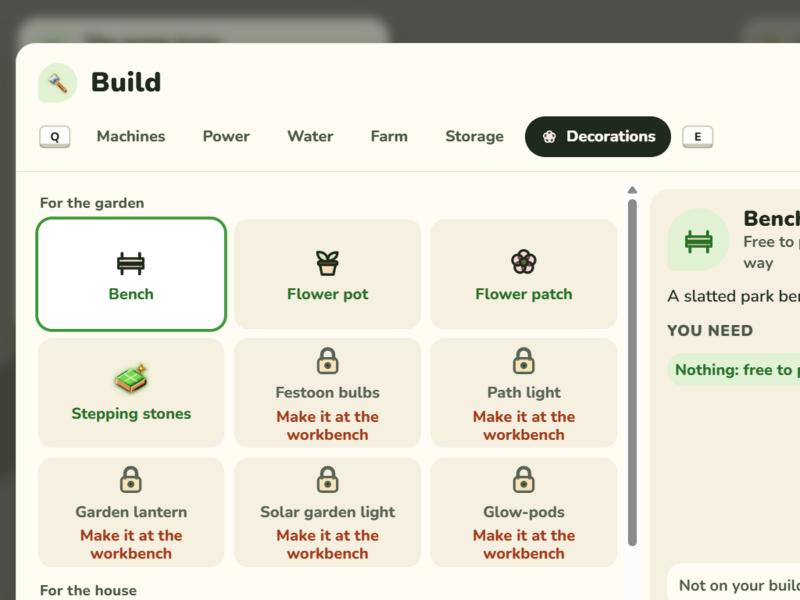 Build
Q
Machines
Power
Water
Farm
Storage
Decorations
E
For the garden
Bench
Flower pot
Flower patch
Stepping stones
Festoon bulbs
Make it at the
workbench
Path light
Make it at the
workbench
Garden lantern
Make it at the
workbench
Solar garden light
Make it at the
workbench
Glow-pods
Make it at the
workbench
For the house
Bench
Free to
way
A slatted park
YOU NEED
Nothing: free to
Not on your